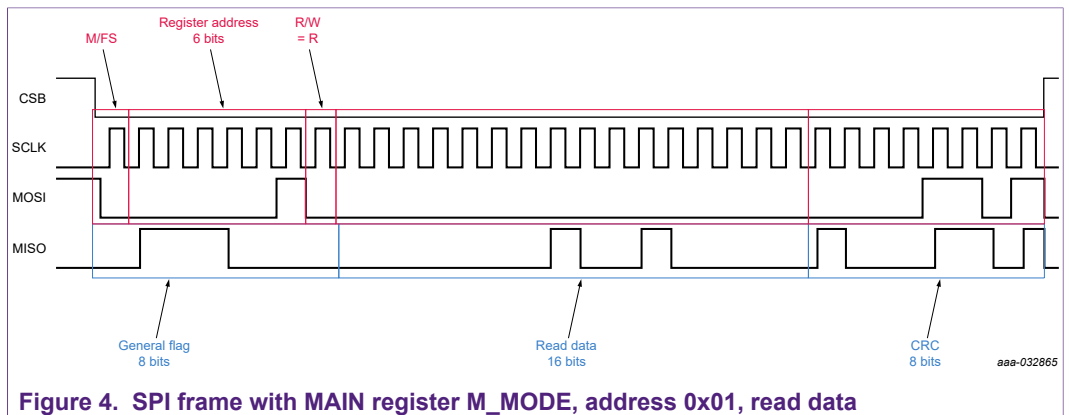 Register address
6 bits
R/W
= R
M/FS
CSB
SCLK
MOSI
MISO
General flag
8 bits
Read data
16 bits
CRC
8 bits
aaa-032865
Figure 4. SPI frame with MAIN register M_MODE, address 0x01, read data